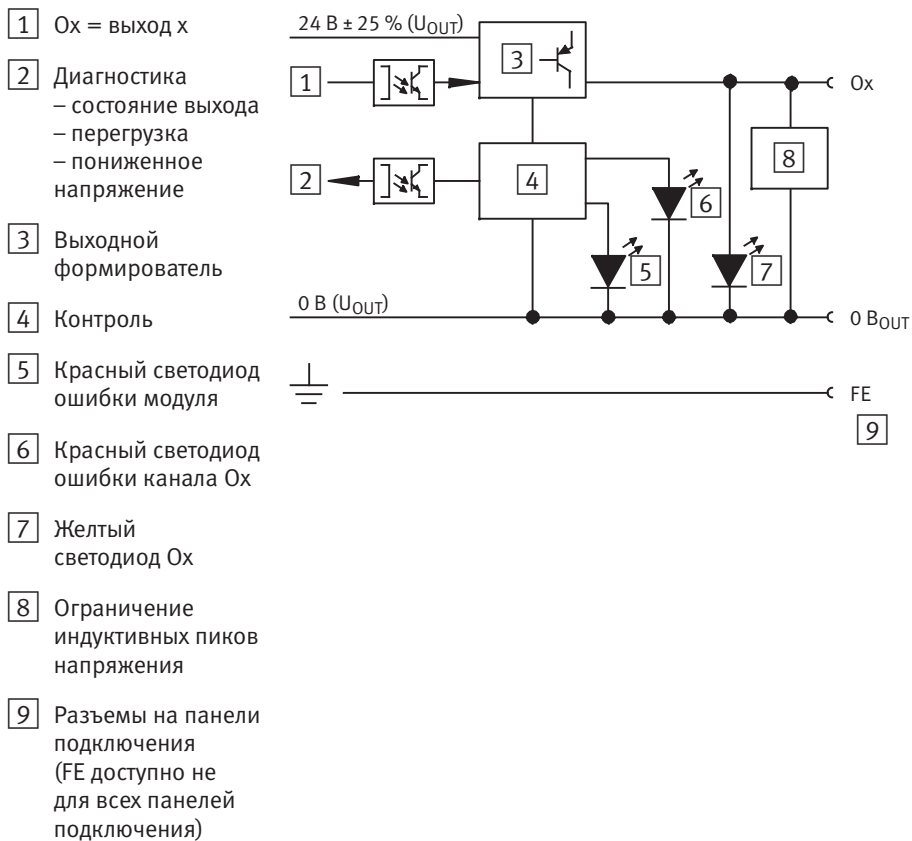 1 Ox = выход x
2 Диагностика
– состояние выхода
– перегрузка
– пониженное
напряжение
3 Выходной
формирователь
4 Контроль
5 Красный светодиод
ошибки модуля
6 Красный светодиод
ошибки канала Ox
7 Желтый
светодиод Ox
8 Ограничение
индуктивных пиков
напряжения
9 Разъемы на панели
подключения
(FE доступно не
для всех панелей
подключения)
24 В ± 25 % (UOUT)
3
1
Ox
8
2
4
6
5
7
0 В (UOUT)
0 ВOUT
FE
9